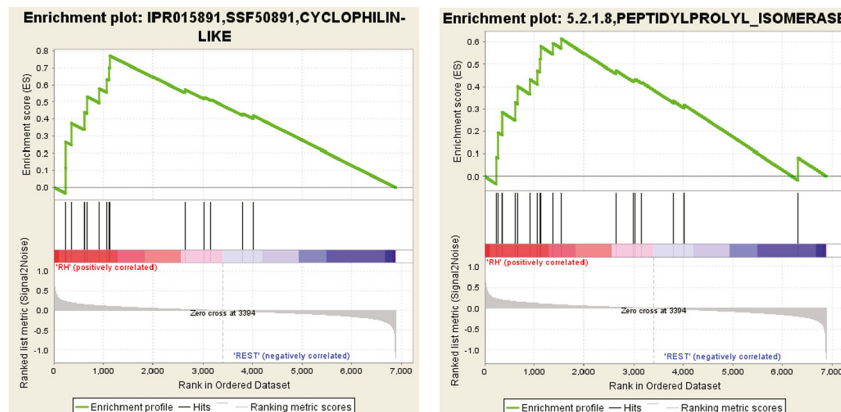 Enrichment plot: IPR015891,SSF50891,CYCLOPHILIN-
LIKE
Enrichment score (ES)
0.8
0.7
0.6
0.5
0.4
0.3
0.2
0.1
0.0
'RH' (positively correlated)
Ranked list metric (Signal2Noise)
1.0
0.5
0.0
-0.5
-1.0
Zero cross at 3394
'REST' (negatively correlated)
0 1,000 2,000 3,000 4,000 5,000 6,000 7,000
Rank in Ordered Dataset
Enrichment profile Hits Ranking metric scores
Enrichment plot: 5.2.1.8,PEPTIDYLPROLYL_ISOMERASE
Enrichment score (ES)
0.6
0.5
0.4
0.3
0.2
0.1
0.0
'RH' (positively correlated)
Ranked list metric (Signal2Noise)
1.0
0.5
0.0
-0.5
-1.0
Zero cross at 3394
'REST' (negatively correlated)
0 1,000 2,000 3,000 4,000 5,000 6,000 7,000
Rank in Ordered Dataset
Enrichment profile Hits Ranking metric scores